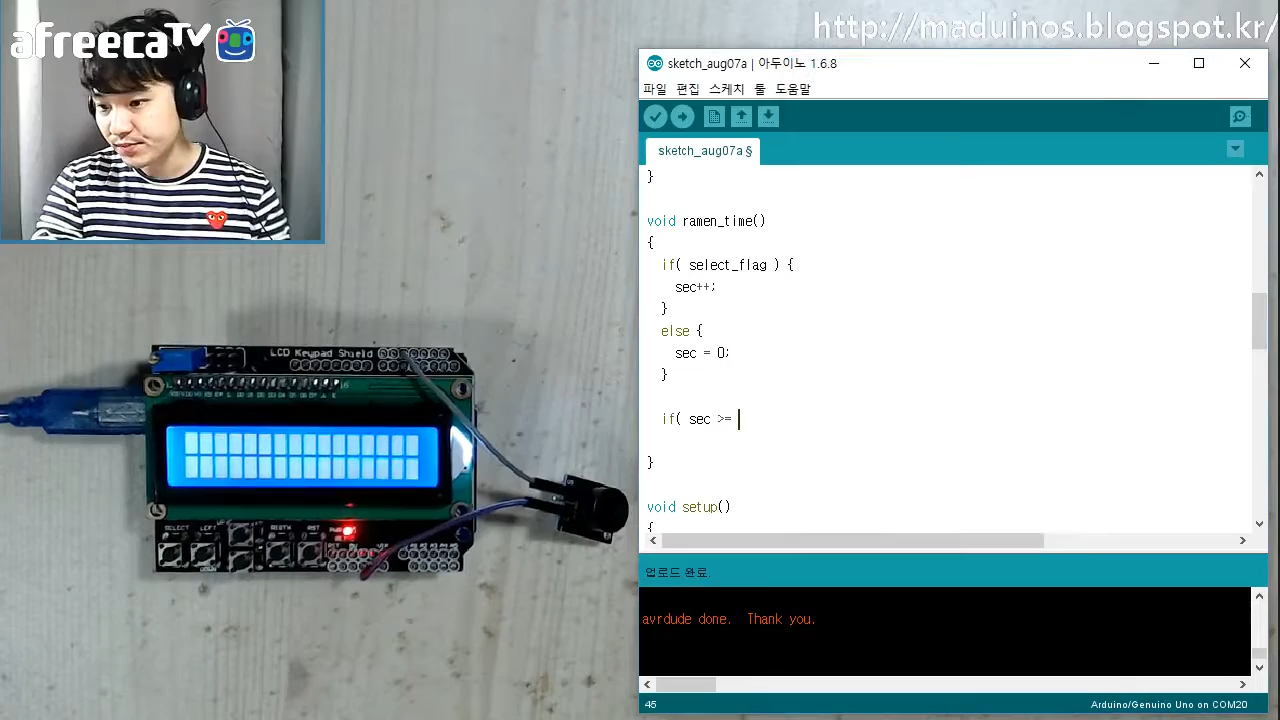 afreecaTV
http://maduinos.blogspot.kr/
sketch_aug07a | 아두이노 1.6.8
파일 편집 스케치 툴 도움말
sketch_aug07a §
}
void ramen_time()
{
if( select_flag ) {
sec++;
}
else {
sec = 0;
}
if( sec >=
}
void setup()
{
업로드 완료.
avrdude done.  Thank you.
45
Arduino/Genuino Uno on COM20
LCD Keypad Shield
SELECT
LEFT
DOWN
RIGTH
RST